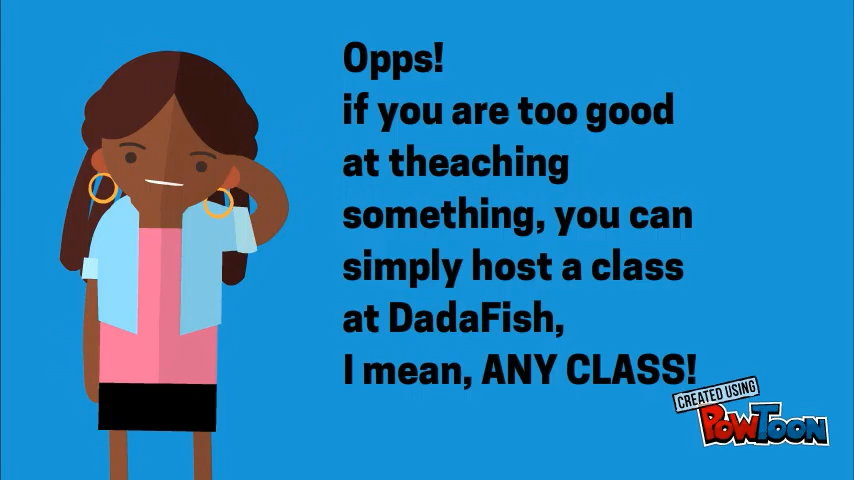 Opps!
if you are too good
at theaching
something, you can
simply host a class
at DadaFish,
I mean, ANY CLASS!
CREATED USING
POWTOON